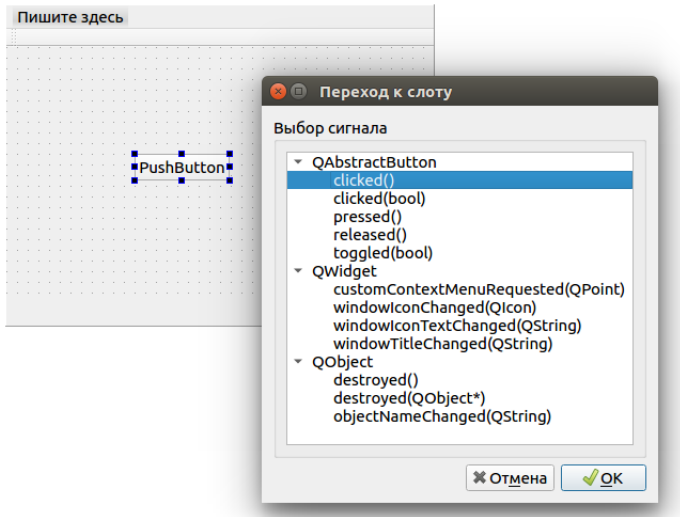 Пишите здесь
PushButton
Переход к слоту
Выбор сигнала
QAbstractButton
clicked()
clicked(bool)
pressed()
released()
toggled(bool)
QWidget
customContextMenuRequested(QPoint)
windowIconChanged(QIcon)
windowIconTextChanged(QString)
windowTitleChanged(QString)
QObject
destroyed()
destroyed(QObject*)
objectNameChanged(QString)
Отмена
OK